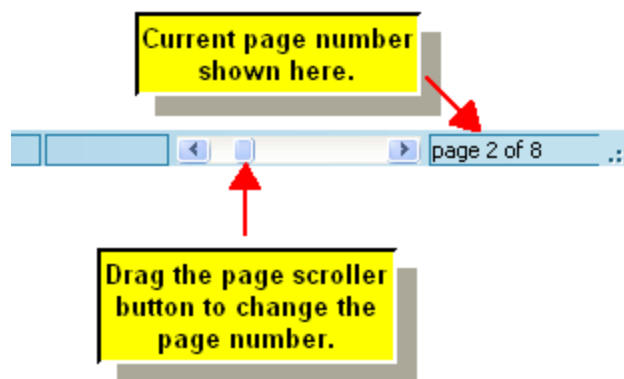 Current page number
shown here.
page 2 of 8
Drag the page scroller
button to change the
page number.